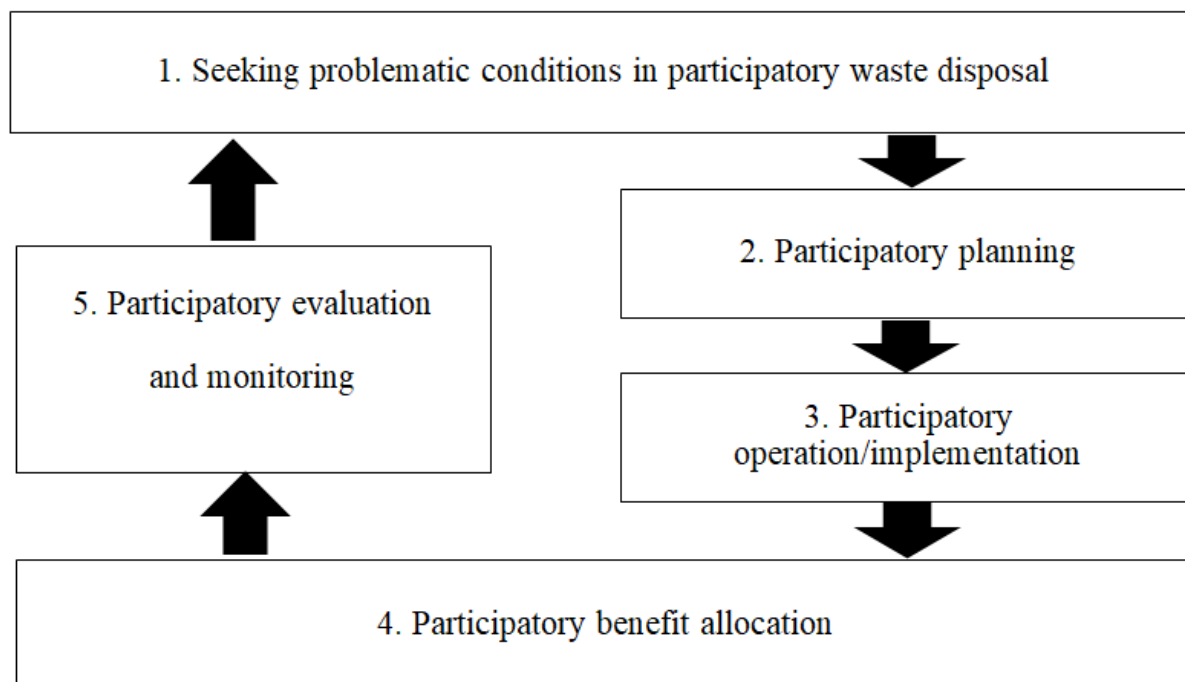 1. Seeking problematic conditions in participatory waste disposal
2. Participatory planning
3. Participatory
operation/implementation
4. Participatory benefit allocation
5. Participatory evaluation
and monitoring